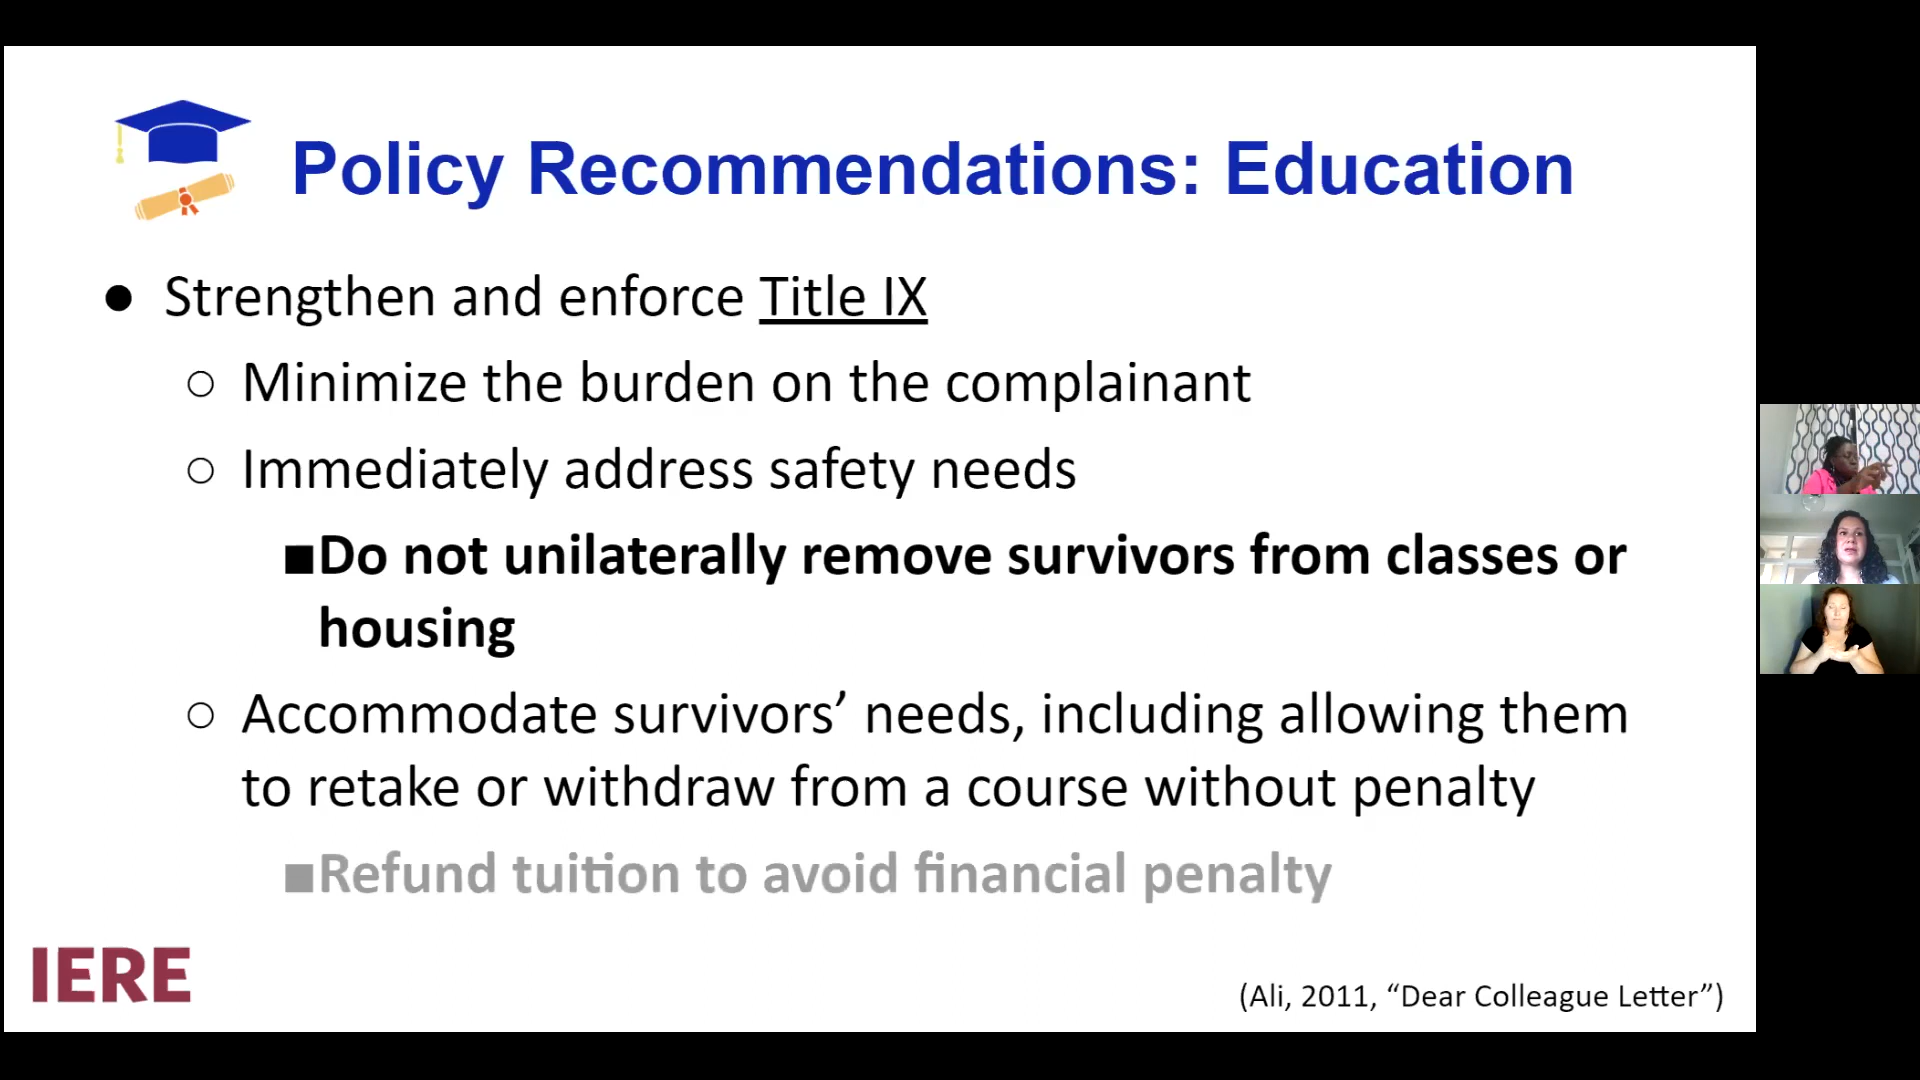 Policy Recommendations: Education
● Strengthen and enforce Title IX
○ Minimize the burden on the complainant
○ Immediately address safety needs
■Do not unilaterally remove survivors from classes or
housing
○ Accommodate survivors’ needs, including allowing them
to retake or withdraw from a course without penalty
■Refund tuition to avoid financial penalty
IERE
(Ali, 2011, “Dear Colleague Letter”)